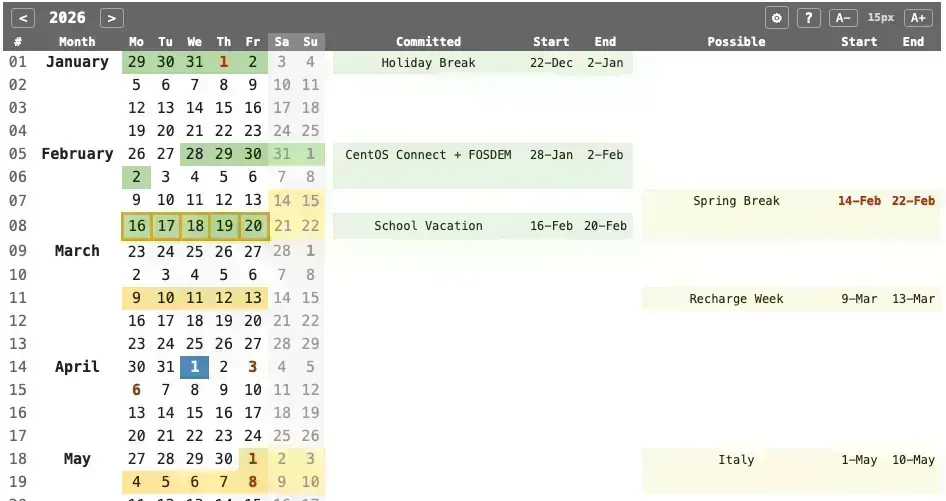 < 2026 > ⚙ ? A- 15px A+
# Month Mo Tu We Th Fr Sa Su Committed Start End Possible Start End
01 January 29 30 31 1 2 3 4 Holiday Break 22-Dec 2-Jan
02 5 6 7 8 9 10 11
03 12 13 14 15 16 17 18
04 19 20 21 22 23 24 25
05 February 26 27 28 29 30 31 1 CentOS Connect + FOSDEM 28-Jan 2-Feb
06 2 3 4 5 6 7 8
07 9 10 11 12 13 14 15 Spring Break 14-Feb 22-Feb
08 16 17 18 19 20 21 22 School Vacation 16-Feb 20-Feb
09 March 23 24 25 26 27 28 1
10 2 3 4 5 6 7 8
11 9 10 11 12 13 14 15 Recharge Week 9-Mar 13-Mar
12 16 17 18 19 20 21 22
13 23 24 25 26 27 28 29
14 April 30 31 1 2 3 4 5
15 6 7 8 9 10 11 12
16 13 14 15 16 17 18 19
17 20 21 22 23 24 25 26
18 May 27 28 29 30 1 2 3 Italy 1-May 10-May
19 4 5 6 7 8 9 10